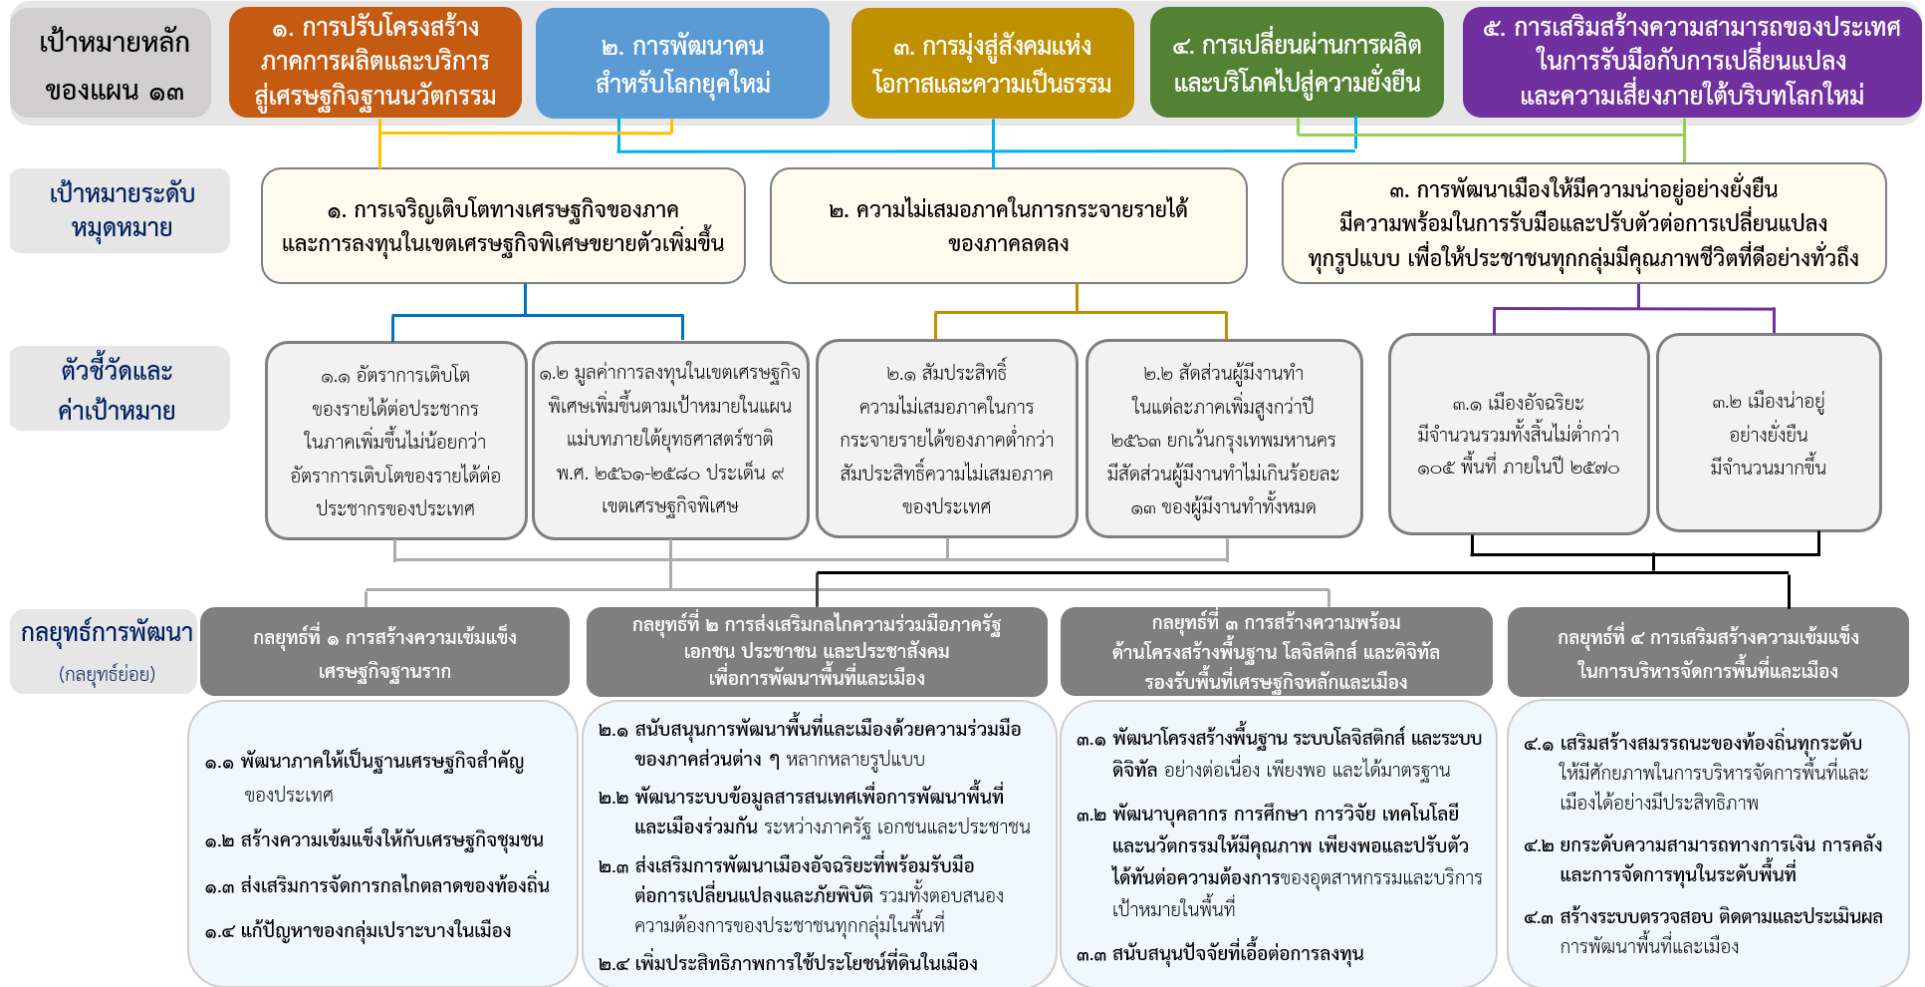 เป้าหมายหลัก
ของแผน ๑๓
๑. การปรับโครงสร้าง
ภาคการผลิตและบริการ
สู่เศรษฐกิจฐานนวัตกรรม
๒. การพัฒนาคน
สำหรับโลกยุคใหม่
๓. การมุ่งสู่สังคมแห่ง
โอกาสและความเป็นธรรม
๔. การเปลี่ยนผ่านการผลิต
และบริโภคไปสู่ความยั่งยืน
๕. การเสริมสร้างความสามารถของประเทศ
ในการรับมือกับการเปลี่ยนแปลง
และความเสี่ยงภายใต้บริบทโลกใหม่
เป้าหมายระดับ
หมุดหมาย
๑. การเจริญเติบโตทางเศรษฐกิจของภาค
และการลงทุนในเขตเศรษฐกิจพิเศษขยายตัวเพิ่มขึ้น
๒. ความไม่เสมอภาคในการกระจายรายได้
ของภาคลดลง
๓. การพัฒนาเมืองให้มีความน่าอยู่อย่างยั่งยืน
มีความพร้อมในการรับมือและปรับตัวต่อการเปลี่ยนแปลง
ทุกรูปแบบ เพื่อให้ประชาชนทุกกลุ่มมีคุณภาพชีวิตที่ดีอย่างทั่วถึง
ตัวชี้วัดและ
ค่าเป้าหมาย
๑.๑ อัตราการเติบโต
ของรายได้ต่อประชากร
ในภาคเพิ่มขึ้นไม่น้อยกว่า
อัตราการเติบโตของรายได้ต่อ
ประชากรของประเทศ
๑.๒ มูลค่าการลงทุนในเขตเศรษฐกิจ
พิเศษเพิ่มขึ้นตามเป้าหมายในแผน
แม่บทภายใต้ยุทธศาสตร์ชาติ
พ.ศ. ๒๕๖๑-๒๕๘๐ ประเด็น ๙
เขตเศรษฐกิจพิเศษ
๒.๑ สัมประสิทธิ์
ความไม่เสมอภาคในการ
กระจายรายได้ของภาคต่ำกว่า
สัมประสิทธิ์ความไม่เสมอภาค
ของประเทศ
๒.๒ สัดส่วนผู้มีงานทำ
ในแต่ละภาคเพิ่มสูงกว่าปี
๒๕๖๓ ยกเว้นกรุงเทพมหานคร
มีสัดส่วนผู้มีงานทำไม่เกินร้อยละ
๑๓ ของผู้มีงานทำทั้งหมด
๓.๑ เมืองอัจฉริยะ
มีจำนวนรวมทั้งสิ้นไม่ต่ำกว่า
๑๐๕ พื้นที่ ภายในปี ๒๕๗๐
๓.๒ เมืองน่าอยู่
อย่างยั่งยืน
มีจำนวนมากขึ้น
กลยุทธ์การพัฒนา
(กลยุทธ์ย่อย)
กลยุทธ์ที่ ๑ การสร้างความเข้มแข็ง
เศรษฐกิจฐานราก
กลยุทธ์ที่ ๒ การส่งเสริมกลไกความร่วมมือภาครัฐ
เอกชน ประชาชน และประชาสังคม
เพื่อการพัฒนาพื้นที่และเมือง
กลยุทธ์ที่ ๓ การสร้างความพร้อม
ด้านโครงสร้างพื้นฐาน โลจิสติกส์ และดิจิทัล
รองรับพื้นที่เศรษฐกิจหลักและเมือง
กลยุทธ์ที่ ๔ การเสริมสร้างความเข้มแข็ง
ในการบริหารจัดการพื้นที่และเมือง
๑.๑ พัฒนาภาคให้เป็นฐานเศรษฐกิจสำคัญ
ของประเทศ
๑.๒ สร้างความเข้มแข็งให้กับเศรษฐกิจชุมชน
๑.๓ ส่งเสริมการจัดการกลไกตลาดของท้องถิ่น
๑.๔ แก้ปัญหาของกลุ่มเปราะบางในเมือง
๒.๑ สนับสนุนการพัฒนาพื้นที่และเมืองด้วยความร่วมมือ
ของภาคส่วนต่าง ๆ หลากหลายรูปแบบ
๒.๒ พัฒนาระบบข้อมูลสารสนเทศเพื่อการพัฒนาพื้นที่
และเมืองร่วมกัน ระหว่างภาครัฐ เอกชนและประชาชน
๒.๓ ส่งเสริมการพัฒนาเมืองอัจฉริยะที่พร้อมรับมือ
ต่อการเปลี่ยนแปลงและภัยพิบัติ รวมทั้งตอบสนอง
ความต้องการของประชาชนทุกกลุ่มในพื้นที่
๒.๔ เพิ่มประสิทธิภาพการใช้ประโยชน์ที่ดินในเมือง
๓.๑ พัฒนาโครงสร้างพื้นฐาน ระบบโลจิสติกส์ และระบบ
ดิจิทัล อย่างต่อเนื่อง เพียงพอ และได้มาตรฐาน
๓.๒ พัฒนาบุคลากร การศึกษา การวิจัย เทคโนโลยี
และนวัตกรรมให้มีคุณภาพ เพียงพอและปรับตัว
ได้ทันต่อความต้องการของอุตสาหกรรมและบริการ
เป้าหมายในพื้นที่
๓.๓ สนับสนุนปัจจัยที่เอื้อต่อการลงทุน
๔.๑ เสริมสร้างสมรรถนะของท้องถิ่นทุกระดับ
ให้มีศักยภาพในการบริหารจัดการพื้นที่และ
เมืองได้อย่างมีประสิทธิภาพ
๔.๒ ยกระดับความสามารถทางการเงิน การคลัง
และการจัดการทุนในระดับพื้นที่
๔.๓ สร้างระบบตรวจสอบ ติดตามและประเมินผล
การพัฒนาพื้นที่และเมือง